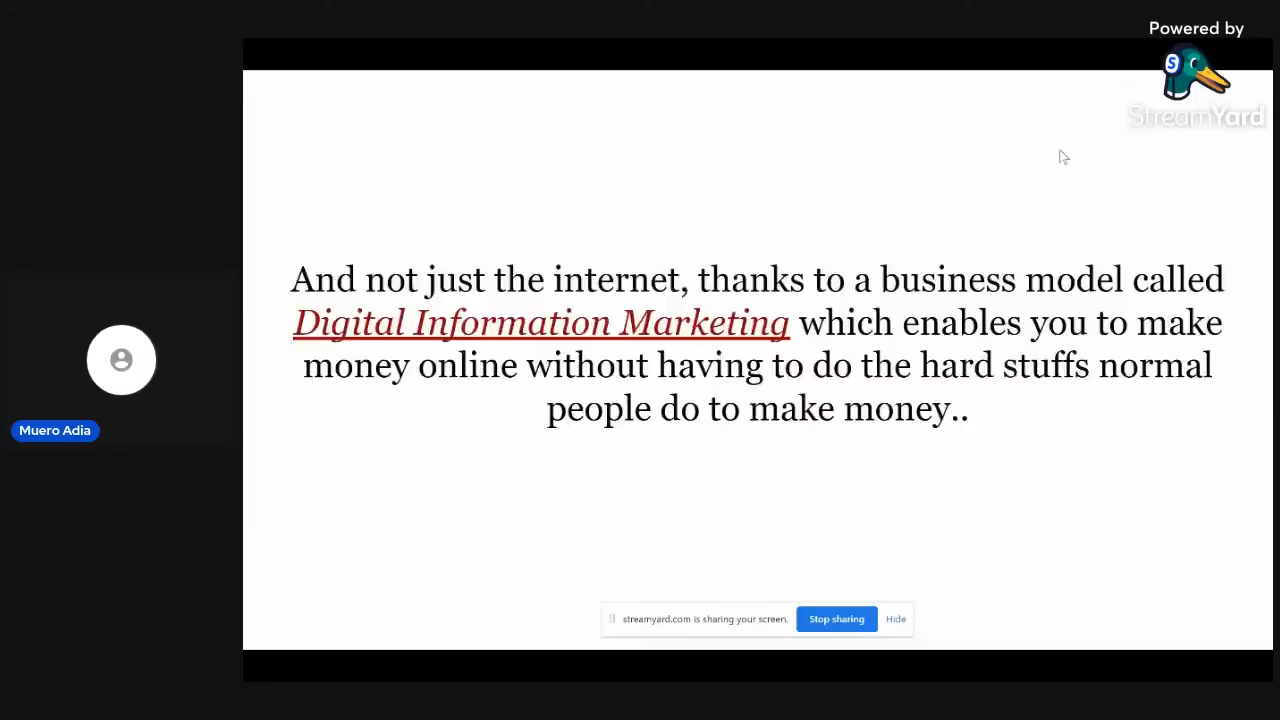 Powered by
S
StreamYard
And not just the internet, thanks to a business model called
Digital Information Marketing which enables you to make
money online without having to do the hard stuffs normal
people do to make money..
Muero Adia
streamyard.com is sharing your screen.
Stop sharing
Hide